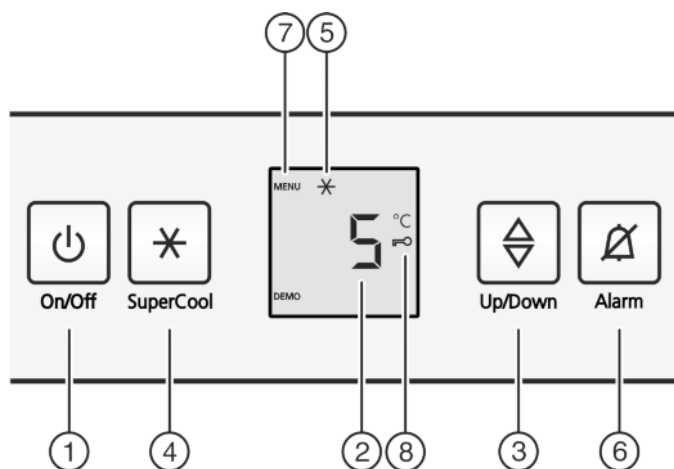 7 5
MENU
5 °C
DEMO
On/Off SuperCool Up/Down Alarm
1 4 2 8 3 6